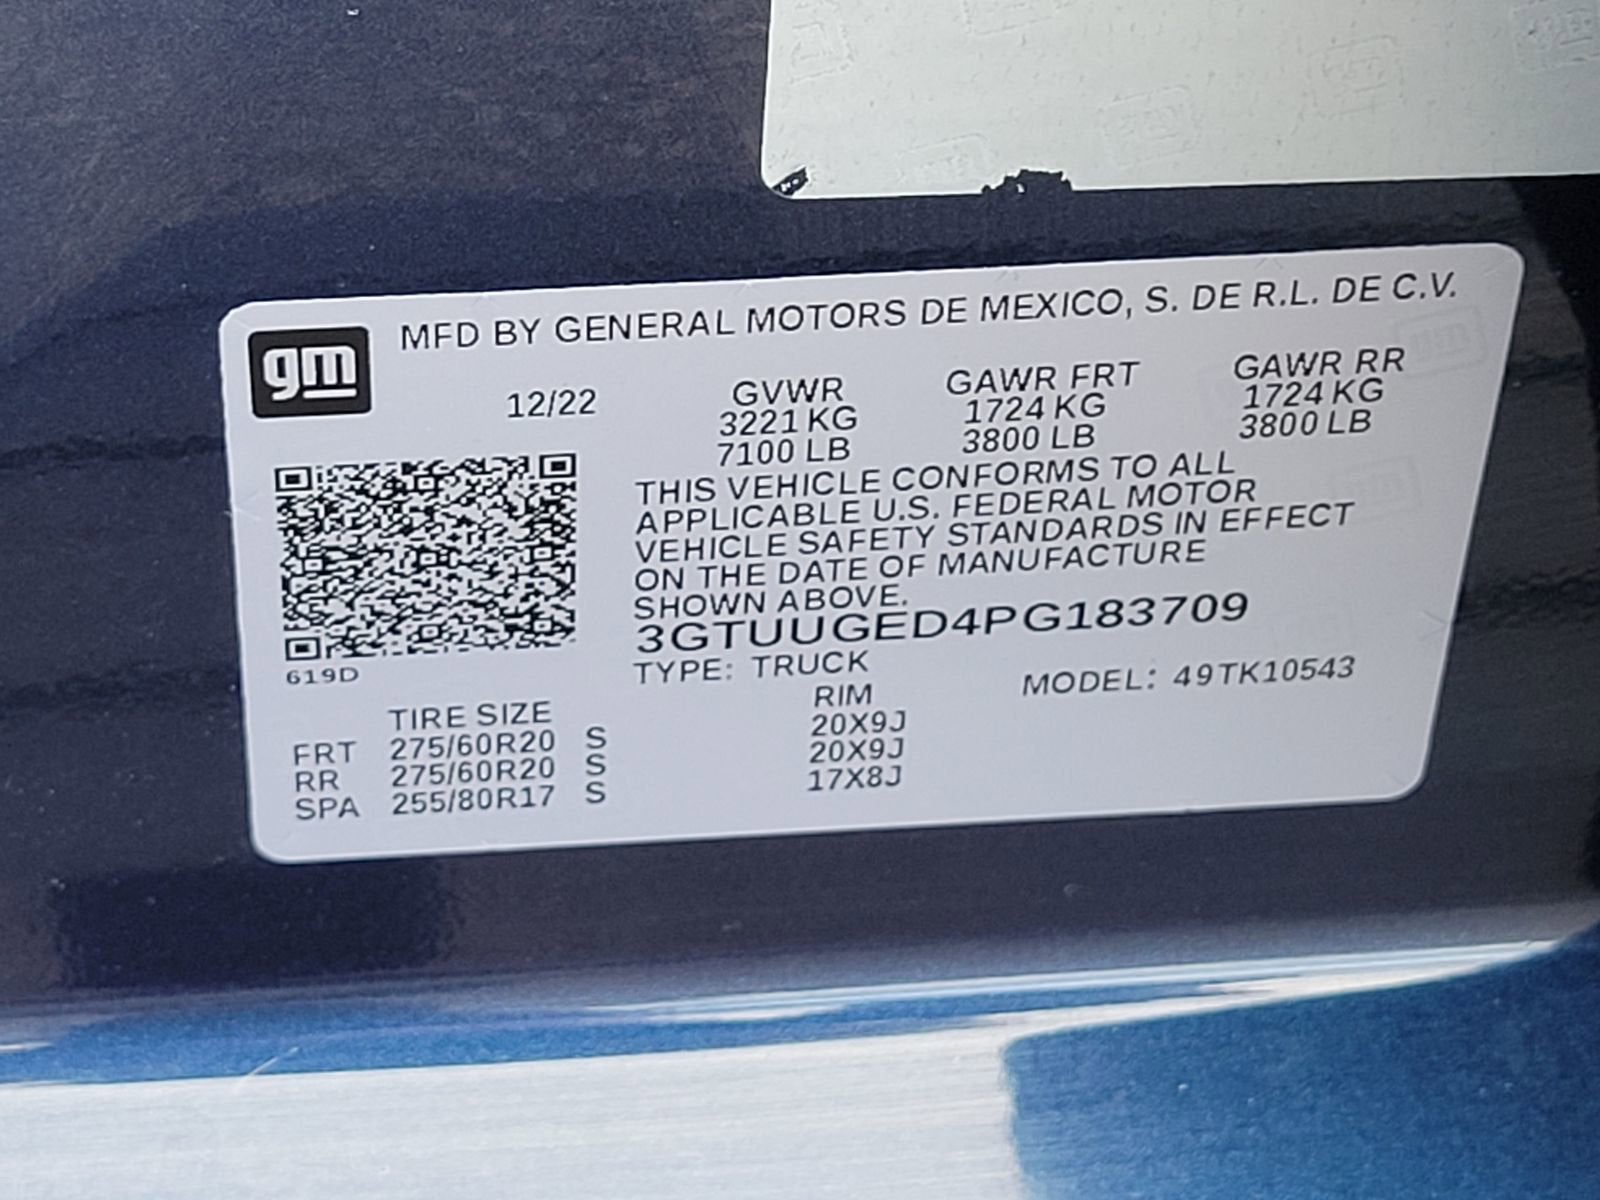 MFD BY GENERAL MOTORS DE MEXICO, S. DE R.L. DE C.V.
gm
12/22
GVWR GAWR FRT GAWR RR
3221 KG 1724 KG 1724 KG
7100 LB 3800 LB 3800 LB
THIS VEHICLE CONFORMS TO ALL
APPLICABLE U.S. FEDERAL MOTOR
VEHICLE SAFETY STANDARDS IN EFFECT
ON THE DATE OF MANUFACTURE
SHOWN ABOVE.
3GTUUGED4PG183709
619D
TYPE: TRUCK MODEL: 49TK10543
TIRE SIZE RIM
FRT 275/60R20 S 20X9J
RR 275/60R20 S 20X9J
SPA 255/80R17 S 17X8J